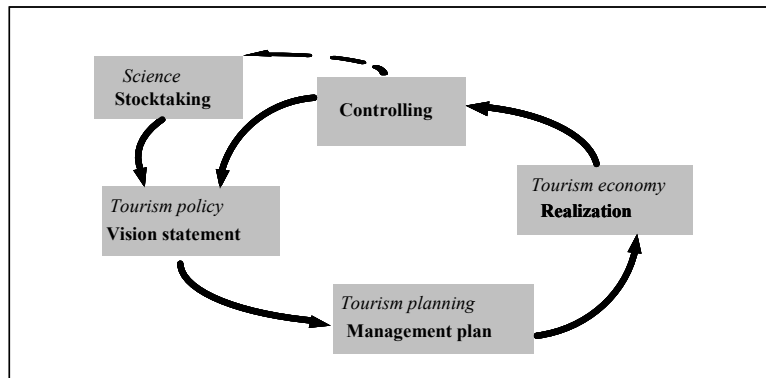 Science
Stocktaking
Controlling
Tourism policy
Vision statement
Tourism economy
Realization
Tourism planning
Management plan